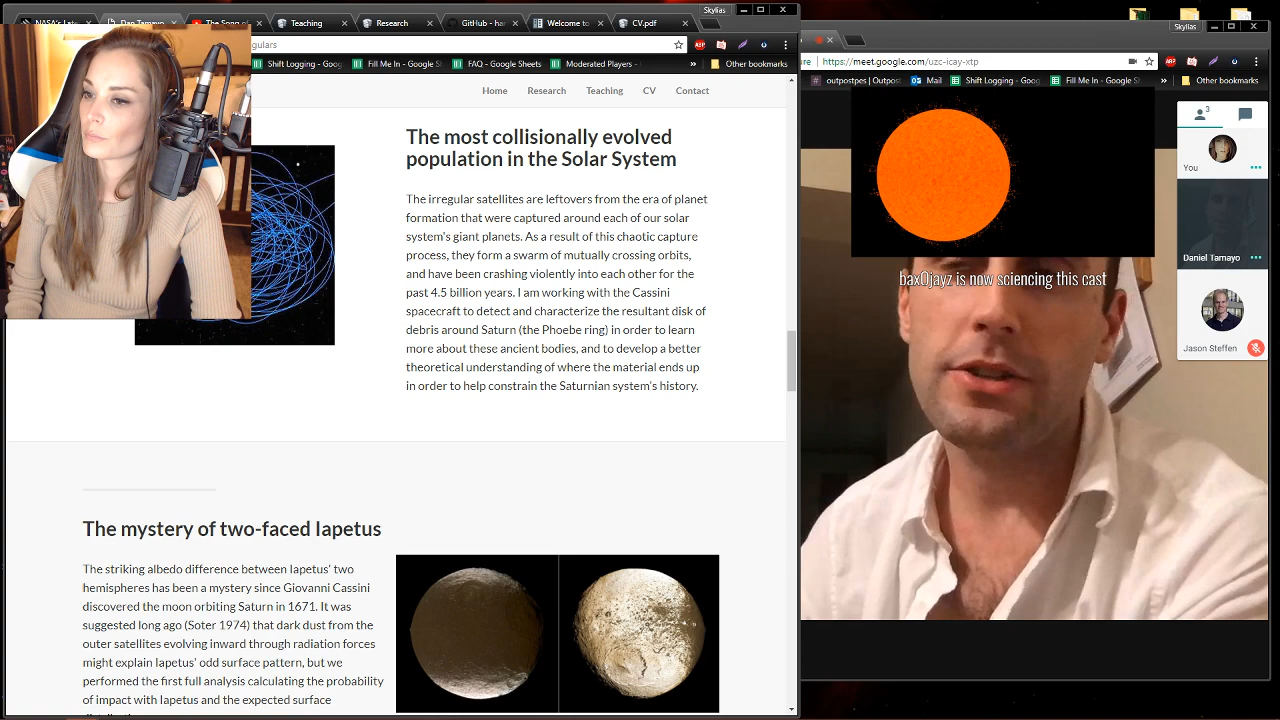 Skylias
NASA's Lat
Dan Tamayo
The Song of
Teaching
Research
GitHub - han
Welcome to
CV.pdf
gulars
Shift Logging - Goog
Fill Me In - Google S
FAQ - Google Sheets
Moderated Players -
»
Other bookmarks
Home
Research
Teaching
CV
Contact
The most collisionally evolved
population in the Solar System
The irregular satellites are leftovers from the era of planet
formation that were captured around each of our solar
system's giant planets. As a result of this chaotic capture
process, they form a swarm of mutually crossing orbits,
and have been crashing violently into each other for the
past 4.5 billion years. I am working with the Cassini
spacecraft to detect and characterize the resultant disk of
debris around Saturn (the Phoebe ring) in order to learn
more about these ancient bodies, and to develop a better
theoretical understanding of where the material ends up
in order to help constrain the Saturnian system's history.
The mystery of two-faced Iapetus
The striking albedo difference between Iapetus' two
hemispheres has been a mystery since Giovanni Cassini
discovered the moon orbiting Saturn in 1671. It was
suggested long ago (Soter 1974) that dark dust from the
outer satellites evolving inward through radiation forces
might explain Iapetus' odd surface pattern, but we
performed the first full analysis calculating the probability
of impact with Iapetus and the expected surface
Skylias
ure
https://meet.google.com/uzc-icay-xtp
outpostpes | Outpos
Mail
Shift Logging - Goog
Fill Me In - Google S
»
Other bookmarks
bax0jayz is now sciencing this cast
3
You
Daniel Tamayo
Jason Steffen